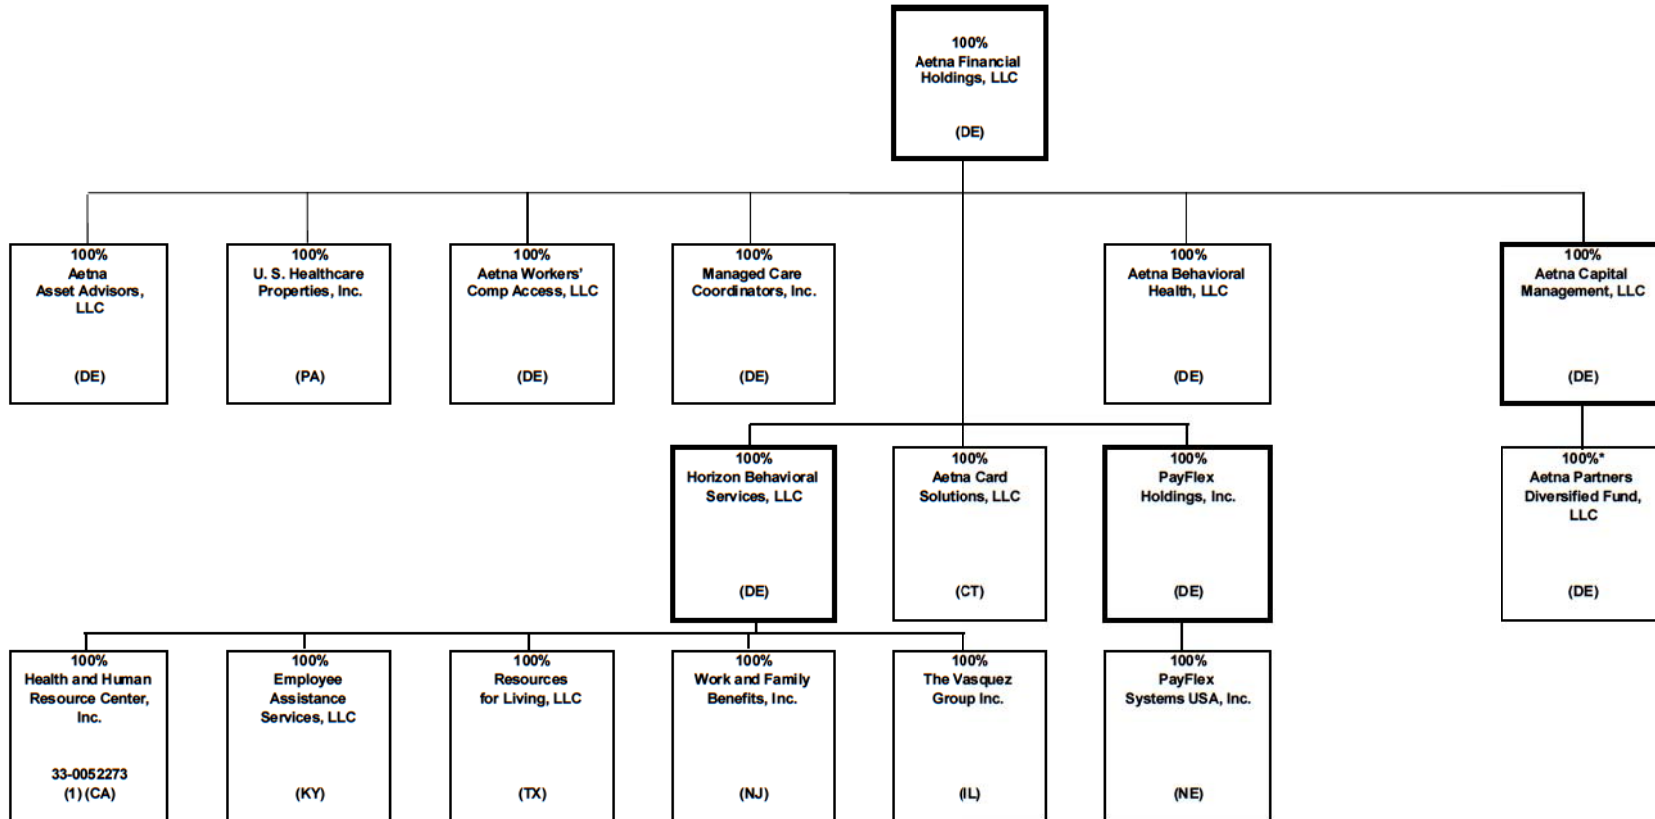 100%
Aetna Financial
Holdings, LLC
(DE)
100%
Aetna
Asset Advisors,
LLC
(DE)
100%
U. S. Healthcare
Properties, Inc.
(PA)
100%
Aetna Workers'
Comp Access, LLC
(DE)
100%
Managed Care
Coordinators, Inc.
(DE)
100%
Aetna Behavioral
Health, LLC
(DE)
100%
Aetna Capital
Management, LLC
(DE)
100%
Horizon Behavioral
Services, LLC
(DE)
100%
Aetna Card
Solutions, LLC
(CT)
100%
PayFlex
Holdings, Inc.
(DE)
100%*
Aetna Partners
Diversified Fund,
LLC
(DE)
100%
Health and Human
Resource Center,
Inc.
33-0052273
(1) (CA)
100%
Employee
Assistance
Services, LLC
(KY)
100%
Resources
for Living, LLC
(TX)
100%
Work and Family
Benefits, Inc.
(NJ)
100%
The Vasquez
Group Inc.
(IL)
100%
PayFlex
Systems USA, Inc.
(NE)